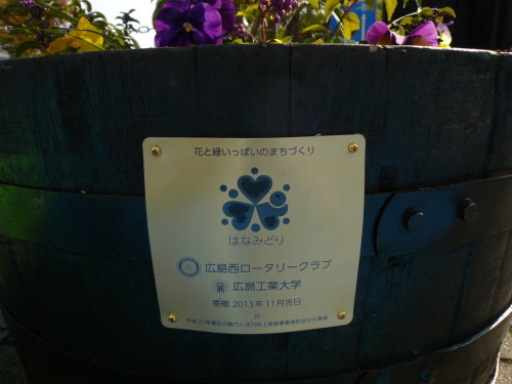 花と緑いっぱいのまちづくり
はなみどり
広島西ロータリークラブ
広島工業大学
寄贈 2013年11月吉日
25